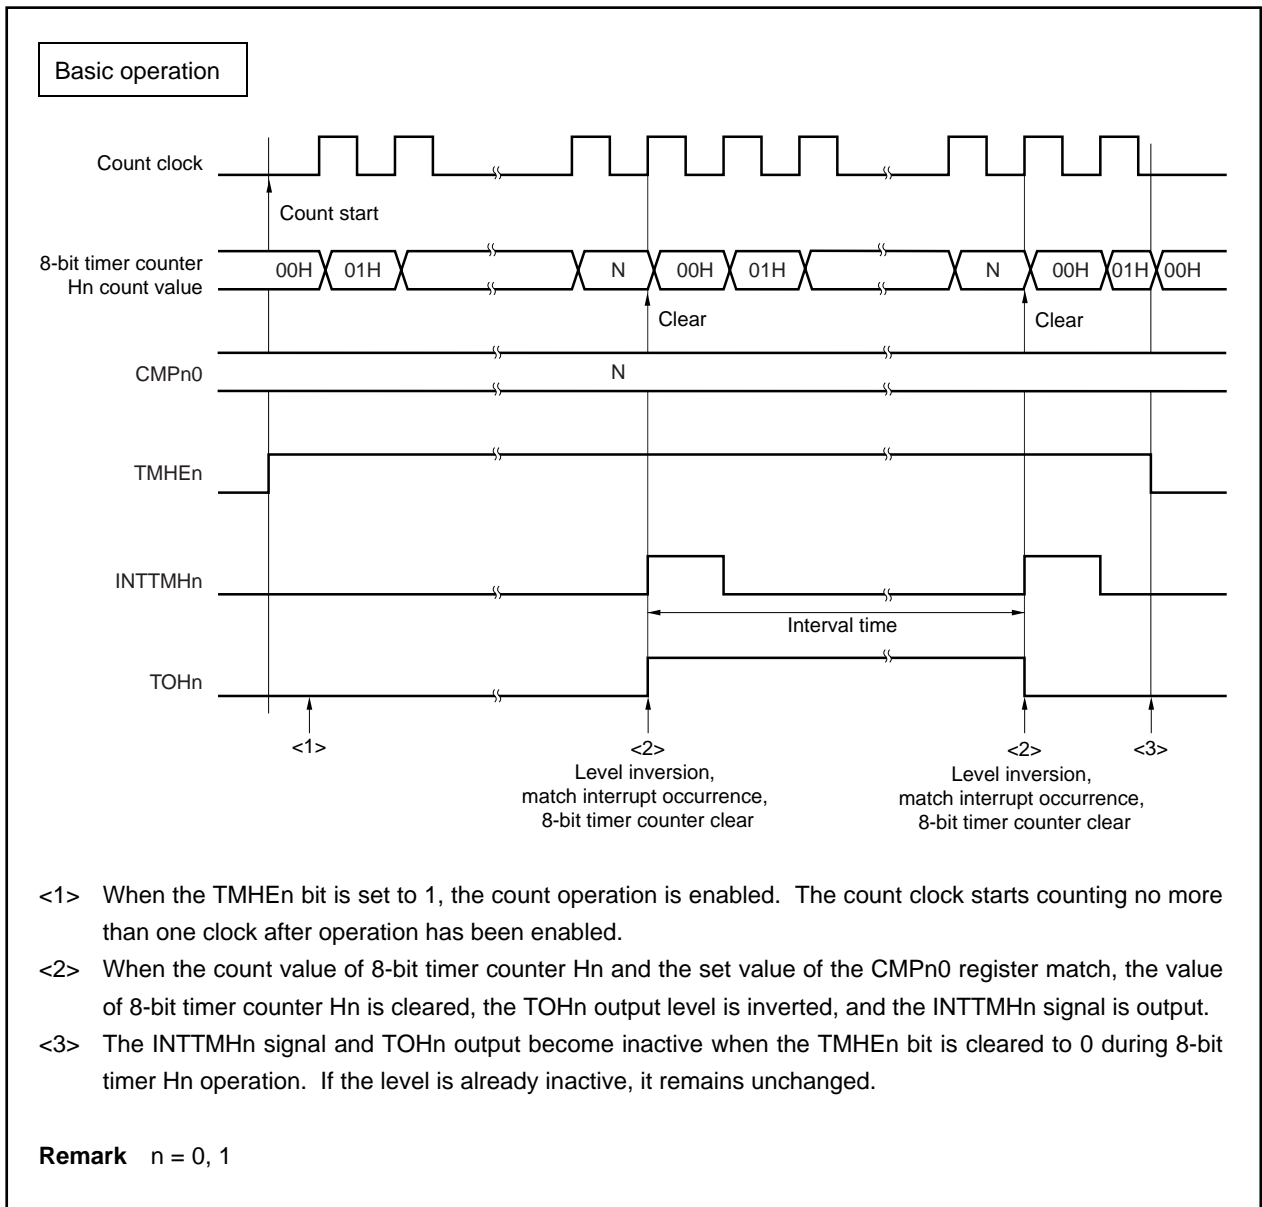 Basic operation
Count clock
Count start
8-bit timer counter
Hn count value
00H 01H N 00H 01H N 00H 01H 00H
Clear Clear
CMPn0 N
TMHEn
INTTMHn
Interval time
TOHn
<1> <2> <2> <3>
Level inversion,
match interrupt occurrence,
8-bit timer counter clear
Level inversion,
match interrupt occurrence,
8-bit timer counter clear
<1> When the TMHEn bit is set to 1, the count operation is enabled. The count clock starts counting no more
than one clock after operation has been enabled.
<2> When the count value of 8-bit timer counter Hn and the set value of the CMPn0 register match, the value
of 8-bit timer counter Hn is cleared, the TOHn output level is inverted, and the INTTMHn signal is output.
<3> The INTTMHn signal and TOHn output become inactive when the TMHEn bit is cleared to 0 during 8-bit
timer Hn operation. If the level is already inactive, it remains unchanged.
Remark n = 0, 1